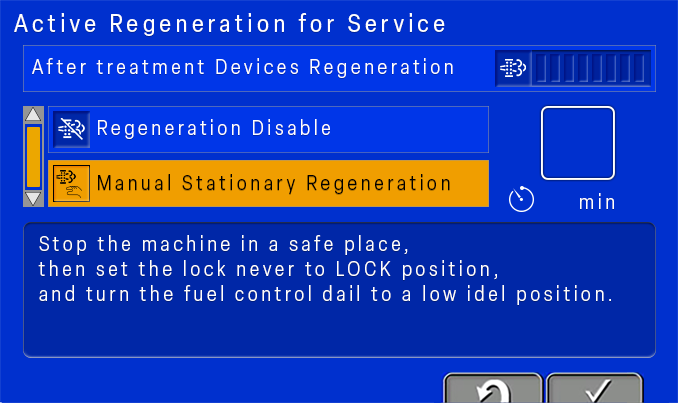 Active Regeneration for Service
After treatment Devices Regeneration
Regeneration Disable
Manual Stationary Regeneration
min
Stop the machine in a safe place,
then set the lock never to LOCK position,
and turn the fuel control dail to a low idel position.